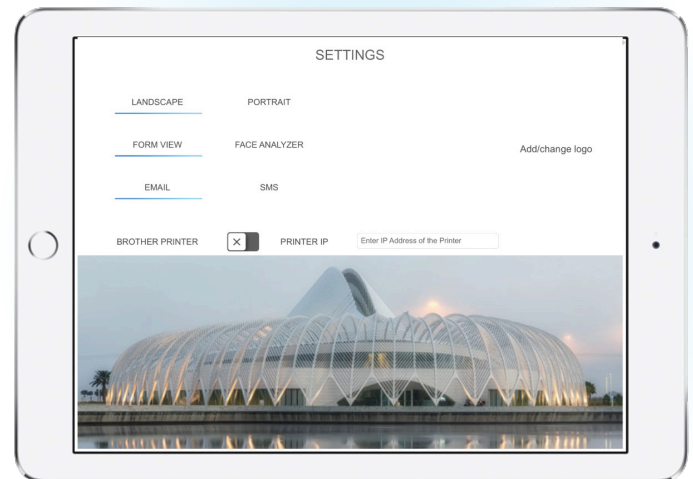 SETTINGS
LANDSCAPE PORTRAIT
FORM VIEW FACE ANALYZER
Add/change logo
EMAIL SMS
BROTHER PRINTER PRINTER IP Enter IP Address of the Printer